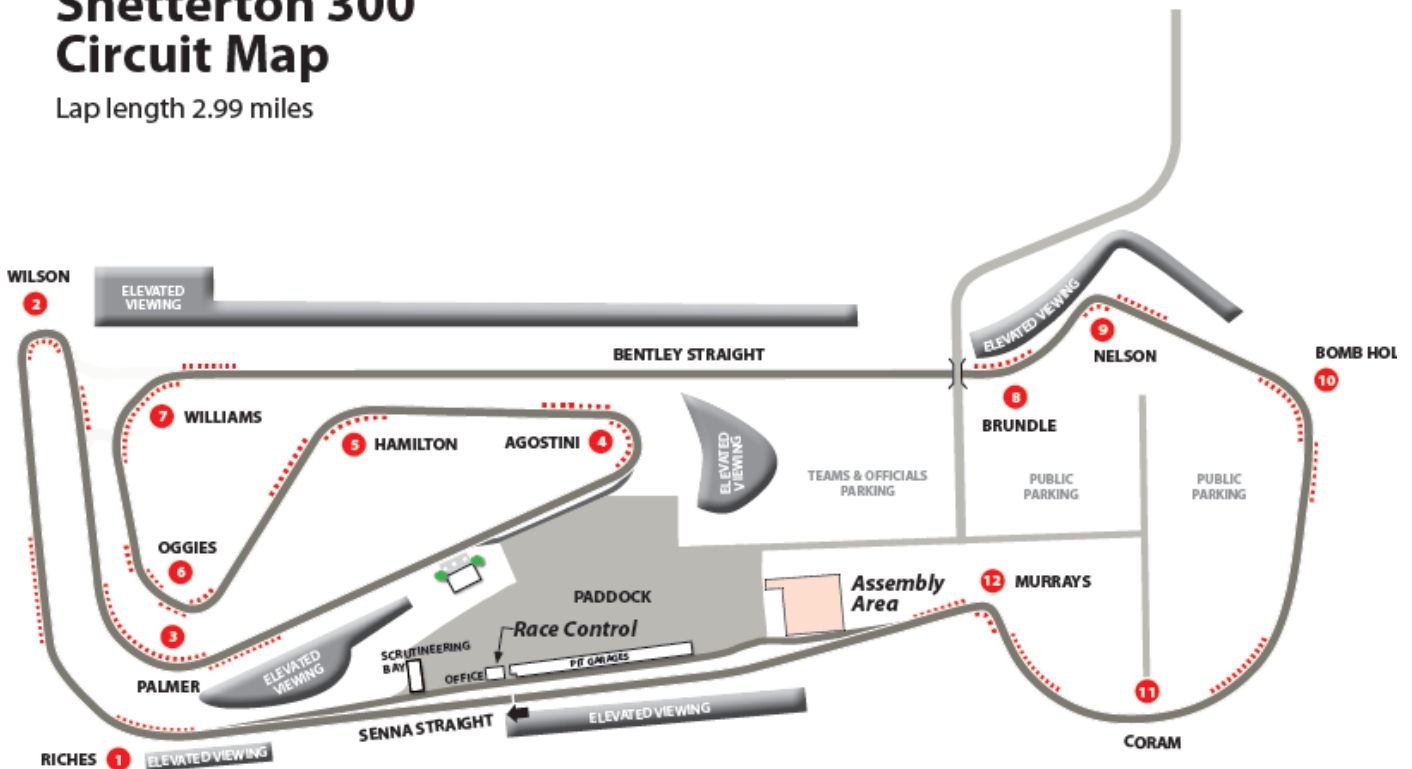 Snetterton 300
Circuit Map
Lap length 2.99 miles
WILSON
2
ELEVATED
VIEWING
BENTLEY STRAIGHT
ELEVATED VIEWING
9
NELSON
BOMB HOL
10
7
WILLIAMS
5
HAMILTON
AGOSTINI
4
ELEVATED
VIEWING
8
BRUNDLE
TEAMS & OFFICIALS
PARKING
PUBLIC
PARKING
PUBLIC
PARKING
OGGIES
6
3
PALMER
PADDOCK
Assembly
Area
12
MURRAYS
Race Control
SCRUTINEERING
BAY
OFFICE
PIT GARAGES
ELEVATED
VIEWING
SENNA STRAIGHT
ELEVATED VIEWING
11
CORAM
RICHES
1
ELEVATED VIEWING